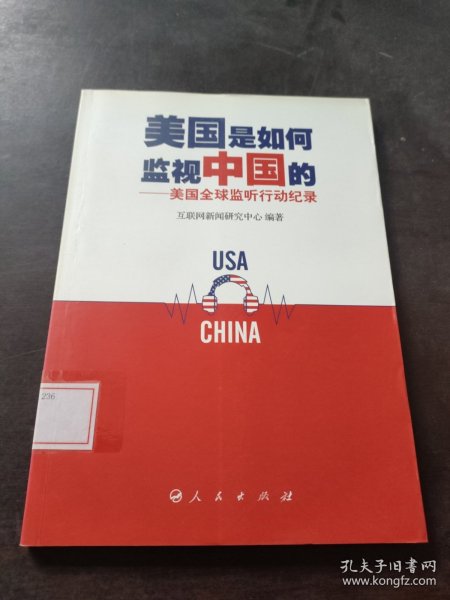 美国是如何
监视中国的
——美国全球监听行动纪录
互联网新闻研究中心 编著
USA
CHINA
236
人民出版社
孔夫子旧书网
www.kongfz.com